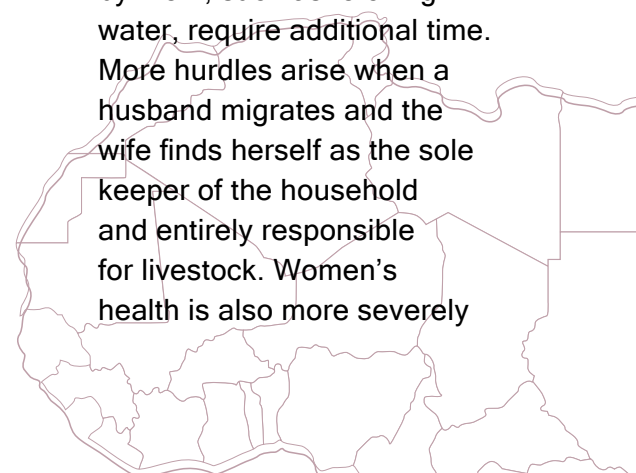 water, require additional time.
More hurdles arise when a
husband migrates and the
wife finds herself as the sole
keeper of the household
and entirely responsible
for livestock. Women’s
health is also more severely